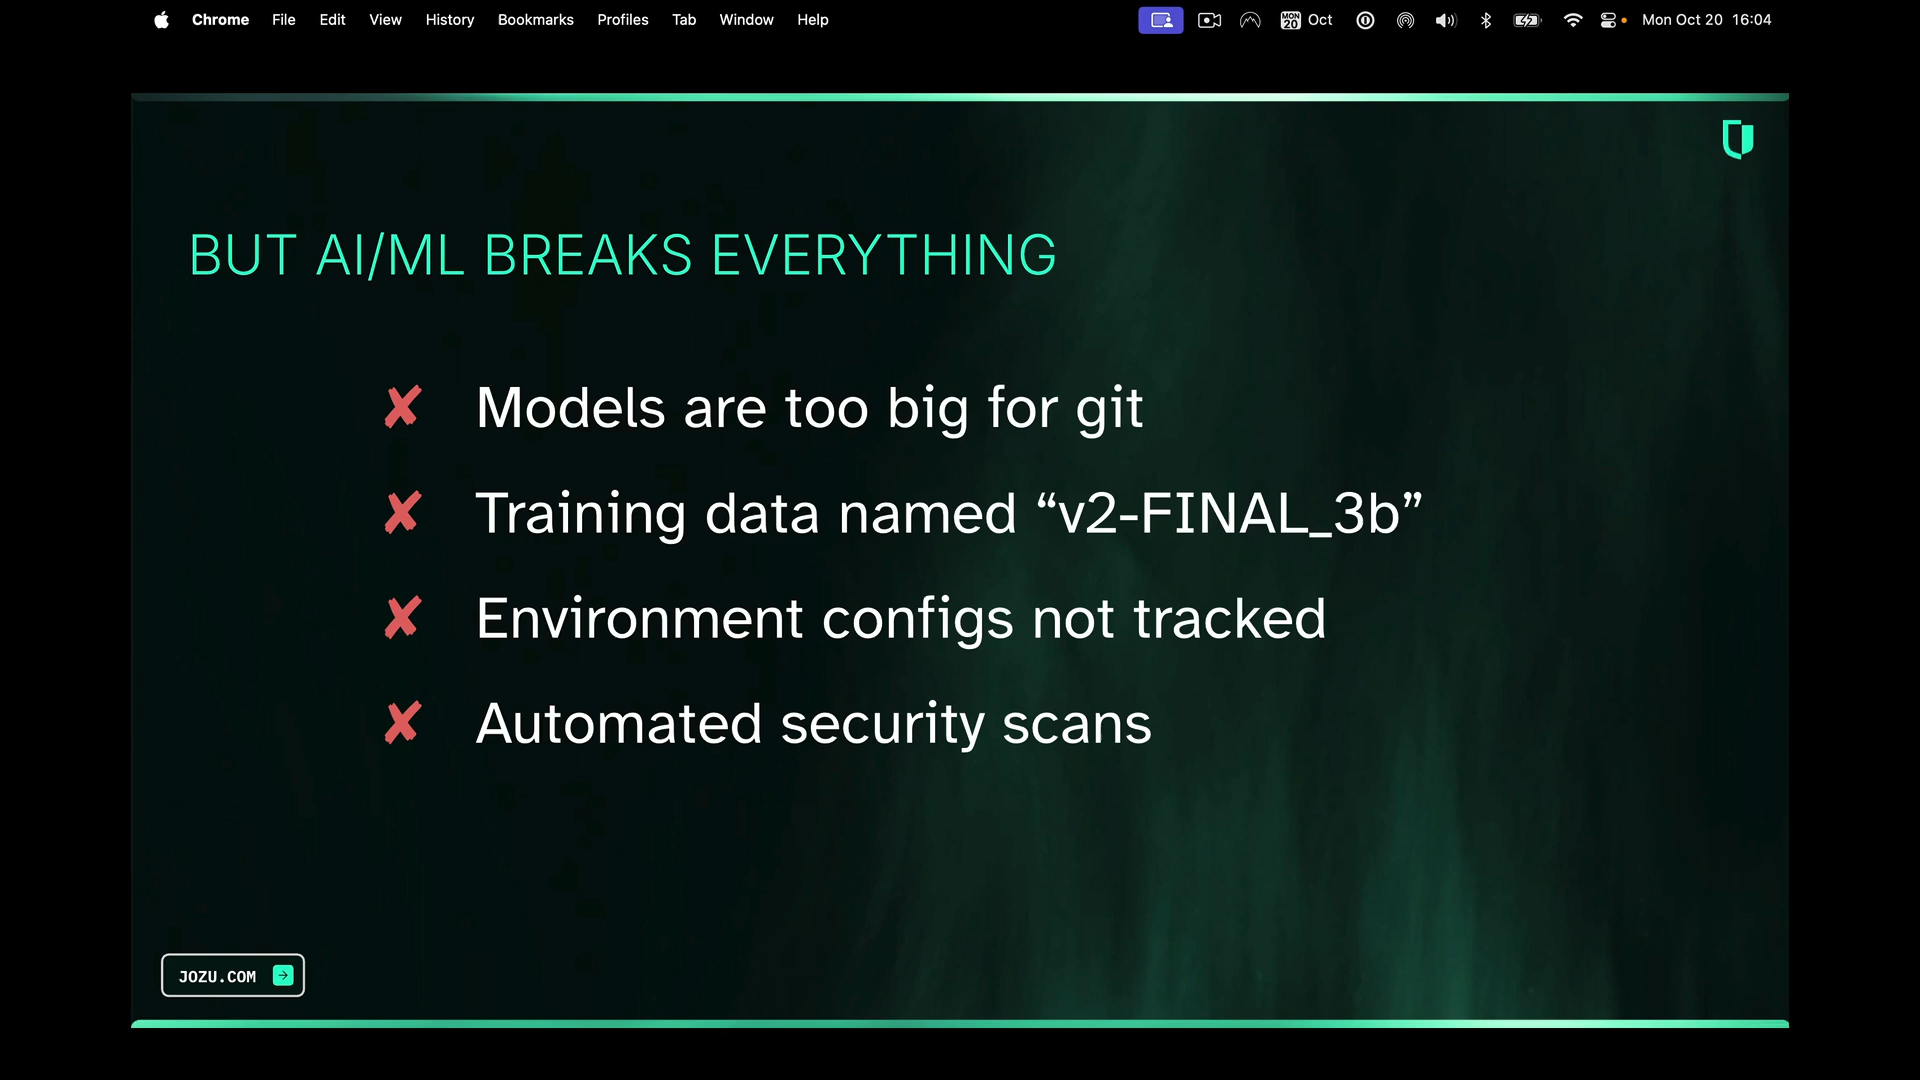 Chrome File Edit View History Bookmarks Profiles Tab Window Help MON 20 Oct Mon Oct 20 16:04
BUT AI/ML BREAKS EVERYTHING
✘ Models are too big for git
✘ Training data named “v2-FINAL_3b”
✘ Environment configs not tracked
✘ Automated security scans
JOZU.COM →